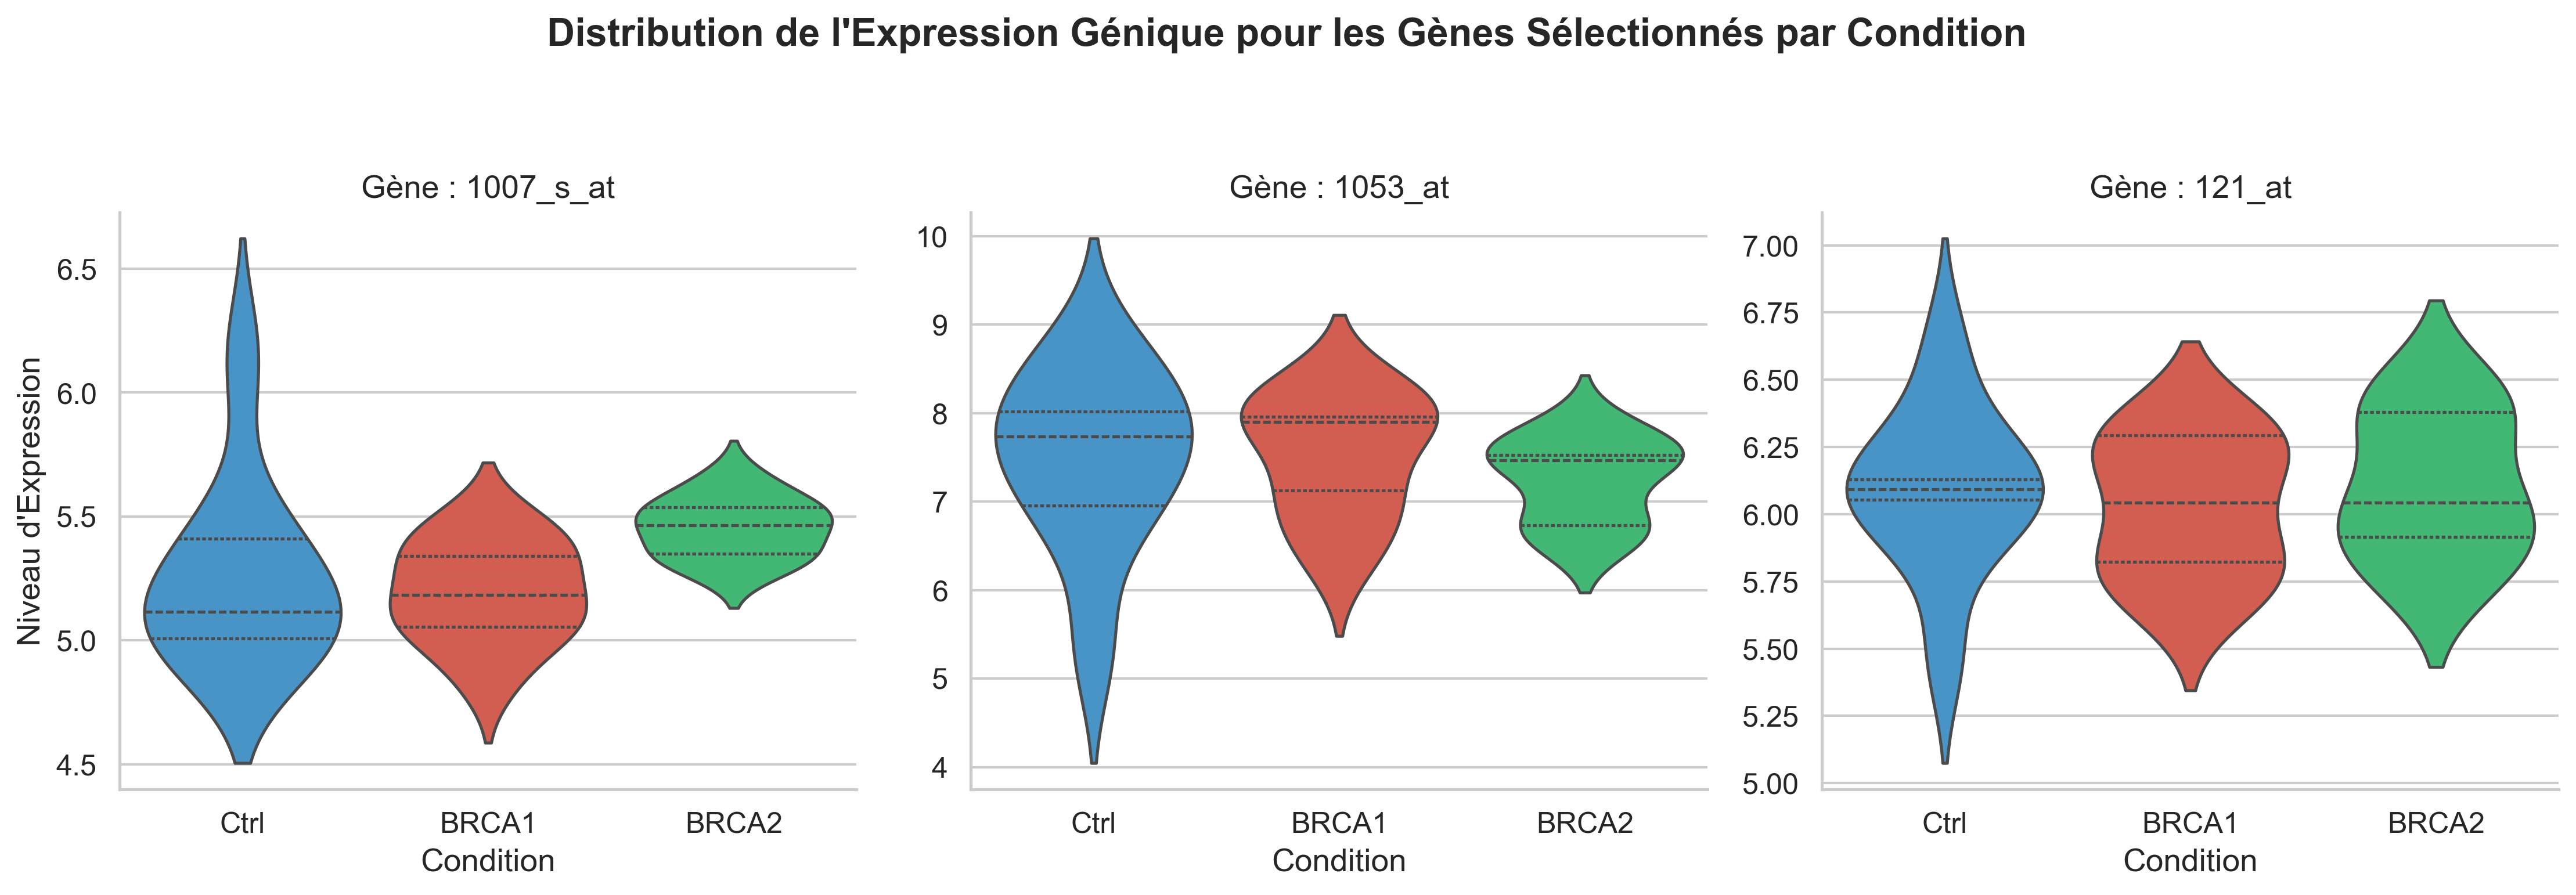 Distribution de l'Expression Génique pour les Gènes Sélectionnés par Condition
Gène : 1007_s_at
Niveau d'Expression
6.5
6.0
5.5
5.0
4.5
Ctrl
BRCA1
BRCA2
Condition
Gène : 1053_at
10
9
8
7
6
5
4
Ctrl
BRCA1
BRCA2
Condition
Gène : 121_at
7.00
6.75
6.50
6.25
6.00
5.75
5.50
5.25
5.00
Ctrl
BRCA1
BRCA2
Condition